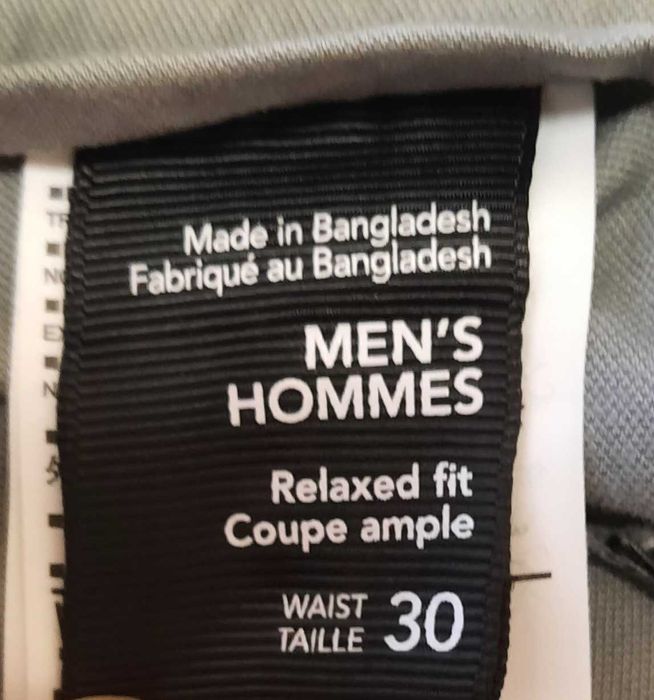 Made in Bangladesh
Fabriqué au Bangladesh
MEN'S
HOMMES
Relaxed fit
Coupe ample
WAIST
TAILLE 30